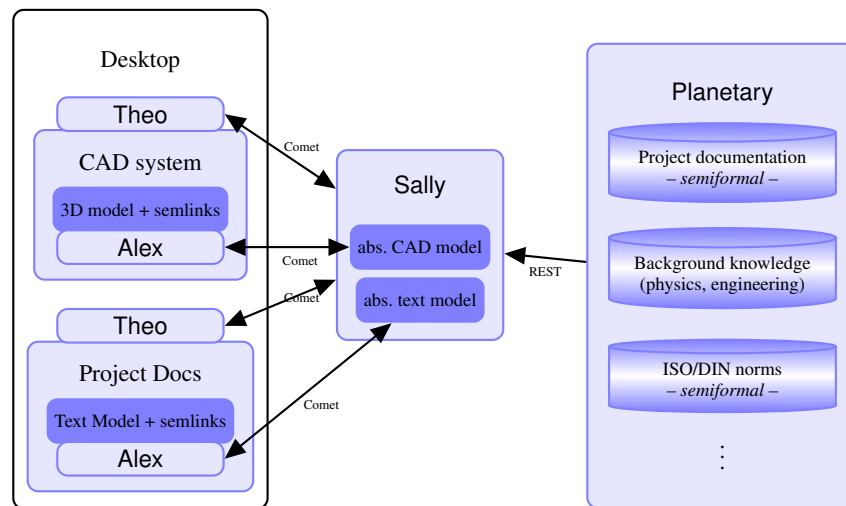 Desktop
Theo
CAD system
3D model + semlinks
Alex
Theo
Project Docs
Text Model + semlinks
Alex
Comet
Comet
Comet
Comet
Sally
abs. CAD model
abs. text model
REST
Planetary
Project documentation
– semiformal –
Background knowledge
(physics, engineering)
ISO/DIN norms
– semiformal –
⋮